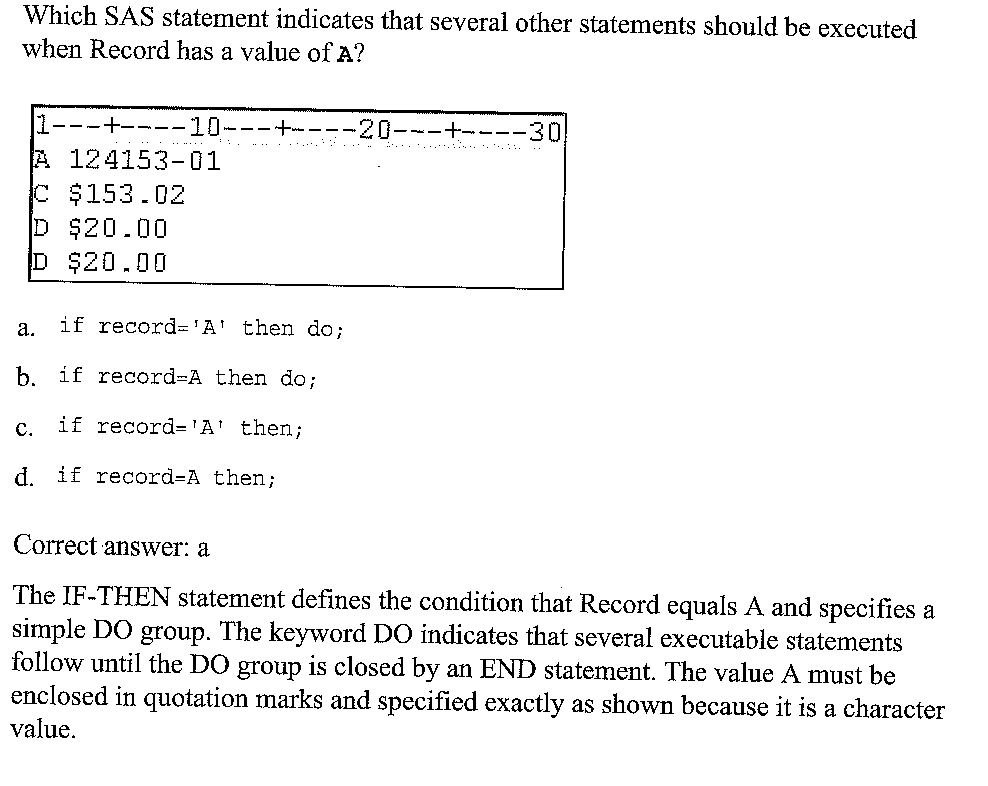 Which SAS statement indicates that several other statements should be executed
when Record has a value of A?
1---+----10---+----20---+----30
A 124153-01
C $153.02
D $20.00
D $20.00
a. if record='A' then do;
b. if record=A then do;
c. if record='A' then;
d. if record=A then;
Correct answer: a
The IF-THEN statement defines the condition that Record equals A and specifies a
simple DO group. The keyword DO indicates that several executable statements
follow until the DO group is closed by an END statement. The value A must be
enclosed in quotation marks and specified exactly as shown because it is a character
value.